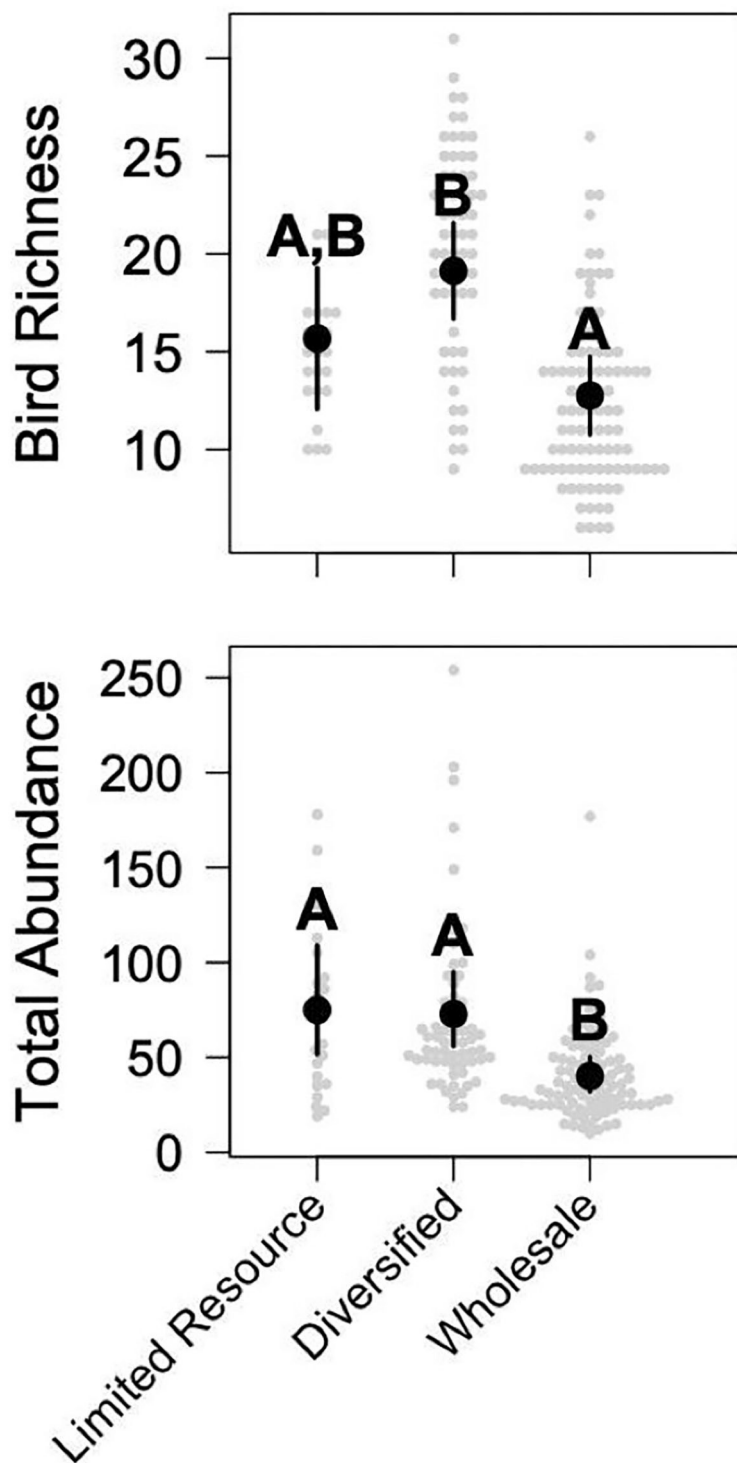 Bird Richness
30
25
20
15
10
A,B
B
A
Total Abundance
250
200
150
100
50
0
A
A
B
Limited Resource
Diversified
Wholesale